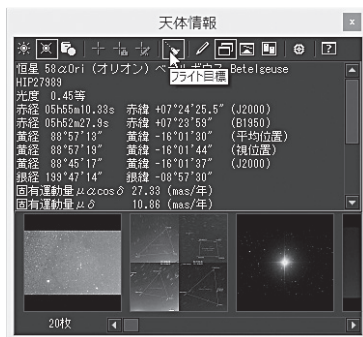 天体情報
x
?
恒星 58αOri (オリオン) ベ Betelgeuse
フライト目標
HIP27989
光度 0.45等
赤経 05h55m10.33s 赤緯 +07°24'25.5" (J2000)
赤経 05h52m27.9s 赤緯 +07°23'59" (B1950)
黄経 88°57'13" 黄緯 -16°01'30" (平均位置)
黄経 88°57'19" 黄緯 -16°01'44" (視位置)
黄経 88°45'17" 黄緯 -16°01'37" (J2000)
銀経 199°47'14" 銀緯 -08°57'30"
固有運動量μαcosδ 27.33 (mas/年)
固有運動量μδ 10.86 (mas/年)
20枚